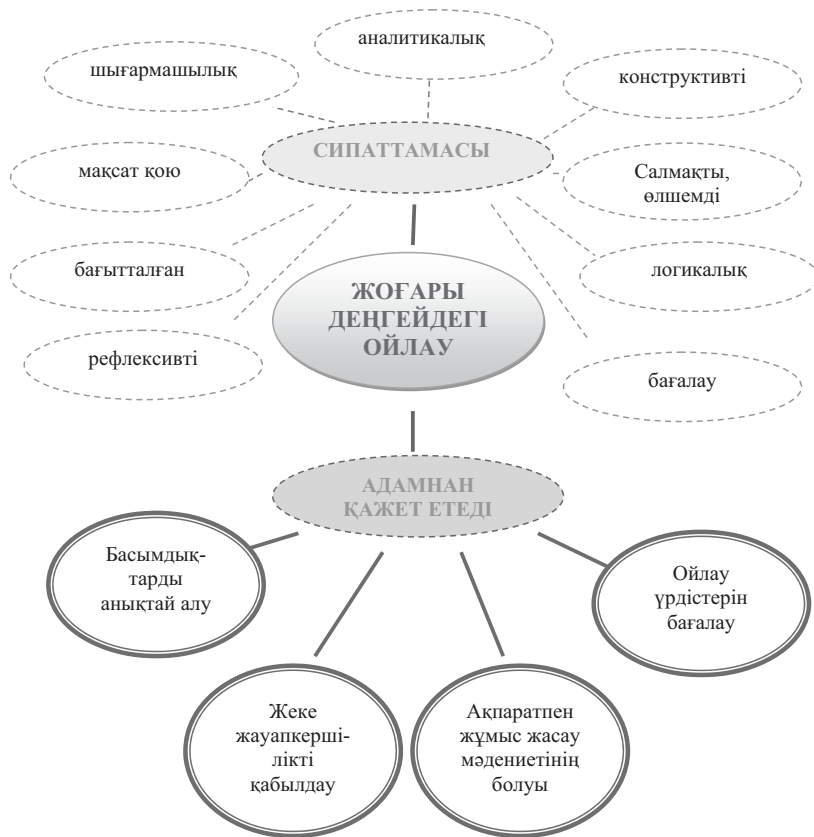 аналитикалық
шығармашылық
конструктивті
СИПАТТАМАСЫ
мақсат қою
Салмақты,
өлшемді
бағытталған
логикалық
ЖОҒАРЫ
ДЕҢГЕЙДЕГІ
ОЙЛАУ
рефлексивті
бағалау
АДАМНАН
ҚАЖЕТ ЕТЕДІ
Басымдық-
тарды
анықтай алу
Ойлау
үрдістерін
бағалау
Жеке
жауапкерші-
лікті
қабылдау
Ақпаратпен
жұмыс жасау
мәдениетінің
болуы